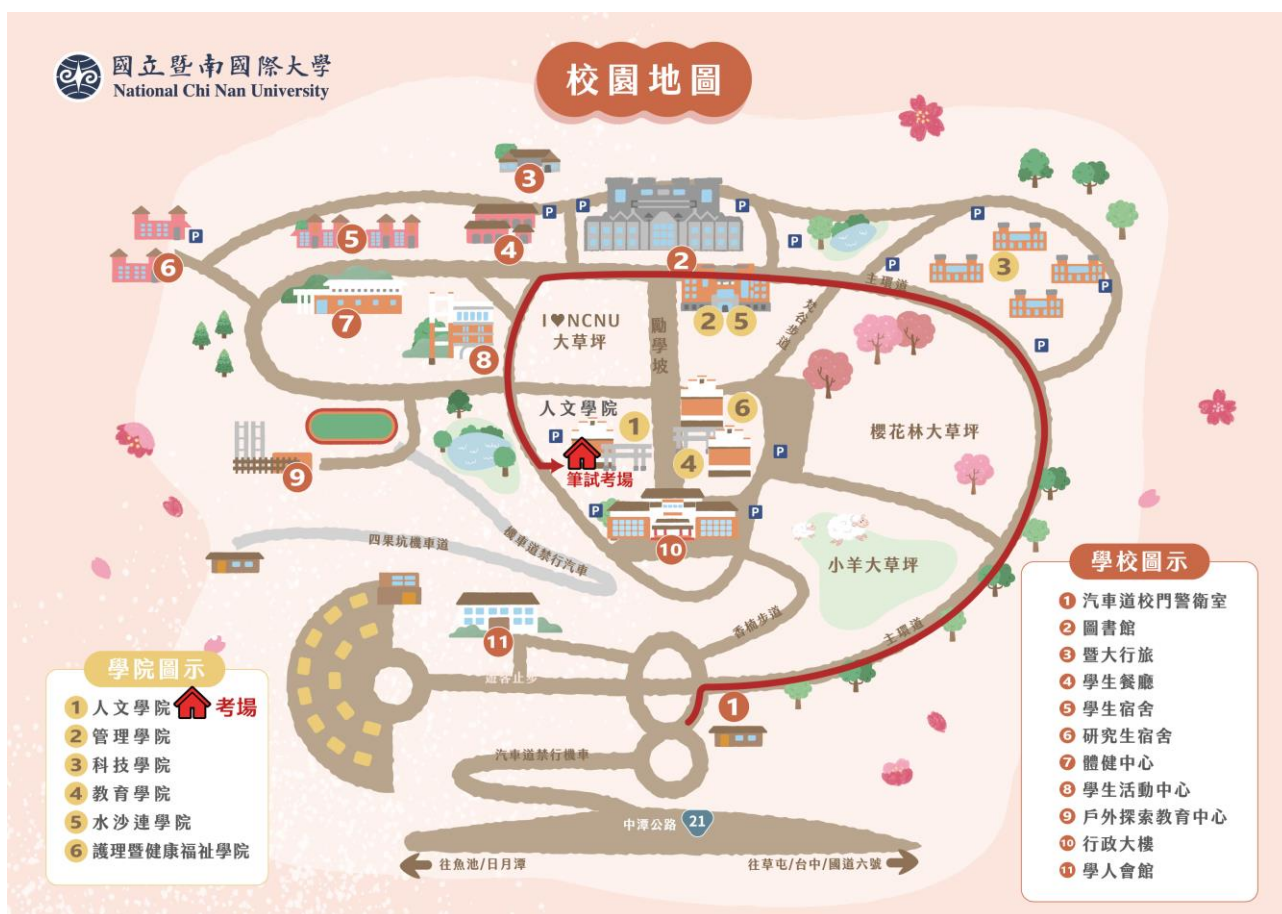 國立暨南國際大學
National Chi Nan University
校園地圖
3
P
P
P
P
P
5
4
2
6
3
P
P
P
7
主環道
I♥NCNU
大草坪
勵學坡
2 5
梵谷步道
8
P
人文學院
1
6
櫻花林大草坪
P
4
P
筆試考場
9
P
P
10
四果坑機車道
機車道禁行汽車
小羊大草坪
香楠步道
主環道
11
遊客止步
1
汽車道禁行機車
中潭公路 21
往魚池/日月潭
往草屯/台中/國道六號
學院圖示
1 人文學院 考場
2 管理學院
3 科技學院
4 教育學院
5 水沙連學院
6 護理暨健康福祉學院
學校圖示
1 汽車道校門警衛室
2 圖書館
3 暨大行旅
4 學生餐廳
5 學生宿舍
6 研究生宿舍
7 體健中心
8 學生活動中心
9 戶外探索教育中心
10 行政大樓
11 學人會館